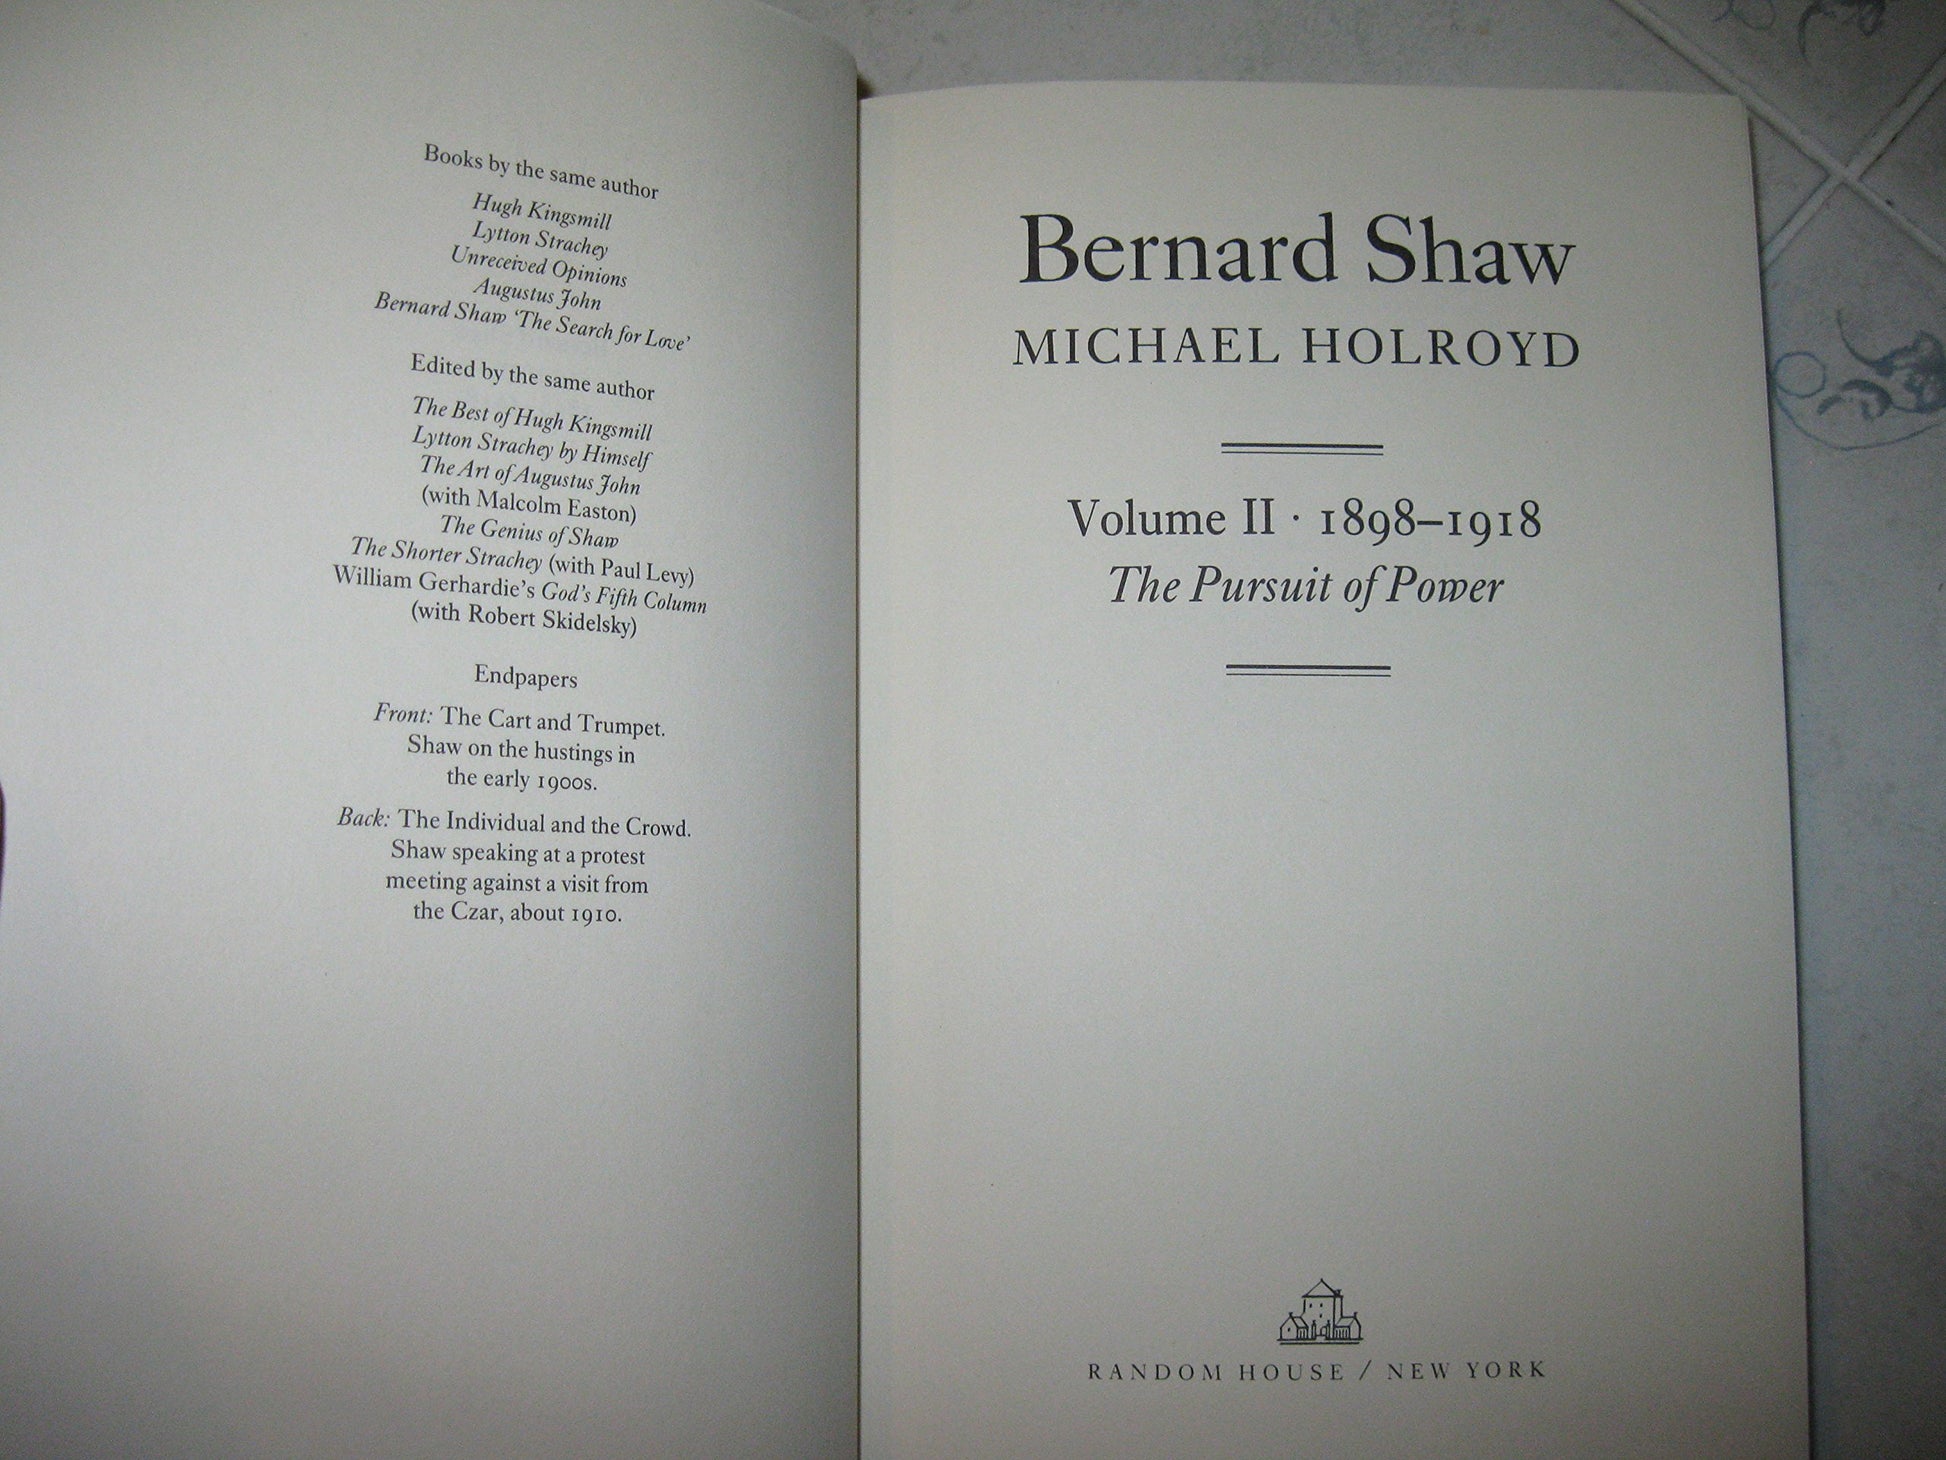 Books by the same author
Hugh Kingsmill
Lytton Strachey
Unreceived Opinions
Augustus John
Bernard Shaw ‘The Search for Love’
Edited by the same author
The Best of Hugh Kingsmill
Lytton Strachey by Himself
The Art of Augustus John
(with Malcolm Easton)
The Genius of Shaw
The Shorter Strachey (with Paul Levy)
William Gerhardie's God's Fifth Column
(with Robert Skidelsky)
Endpapers
Front: The Cart and Trumpet.
Shaw on the hustings in
the early 1900s.
Back: The Individual and the Crowd.
Shaw speaking at a protest
meeting against a visit from
the Czar, about 1910.
Bernard Shaw
MICHAEL HOLROYD
Volume II · 1898–1918
The Pursuit of Power
RANDOM HOUSE / NEW YORK